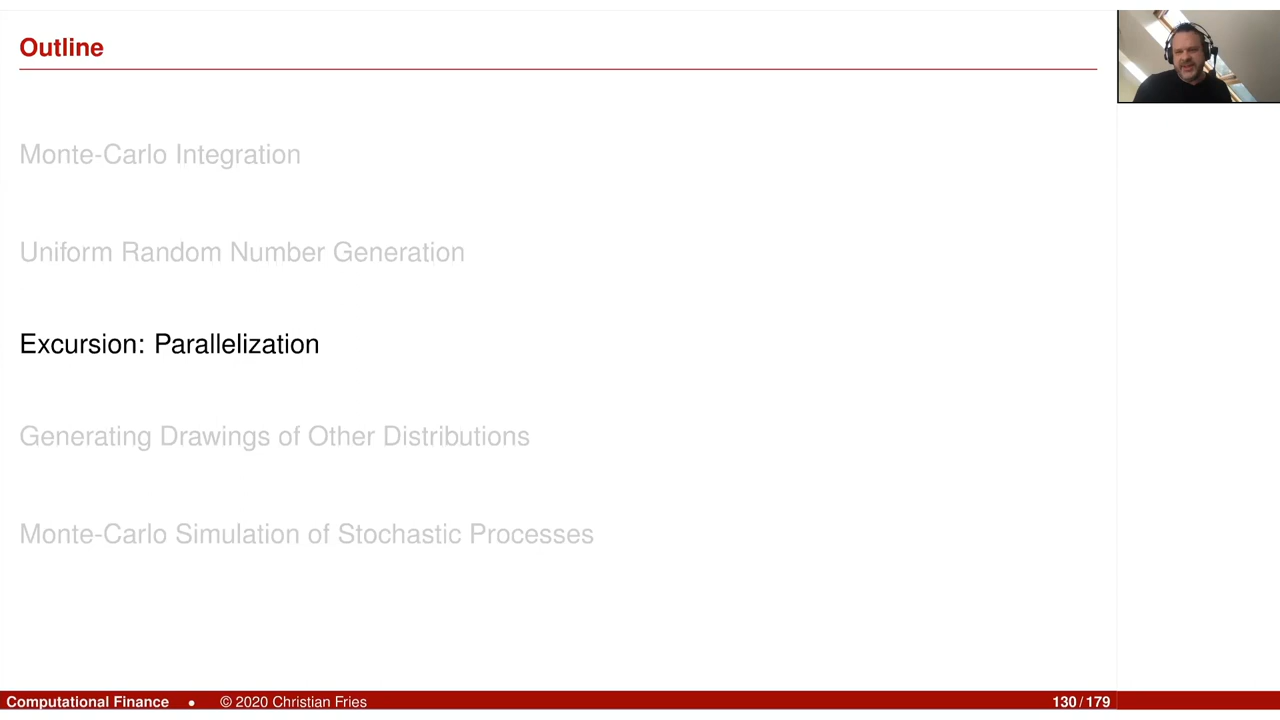 Outline
Monte-Carlo Integration
Uniform Random Number Generation
Excursion: Parallelization
Generating Drawings of Other Distributions
Monte-Carlo Simulation of Stochastic Processes
Computational Finance • © 2020 Christian Fries 130 / 179